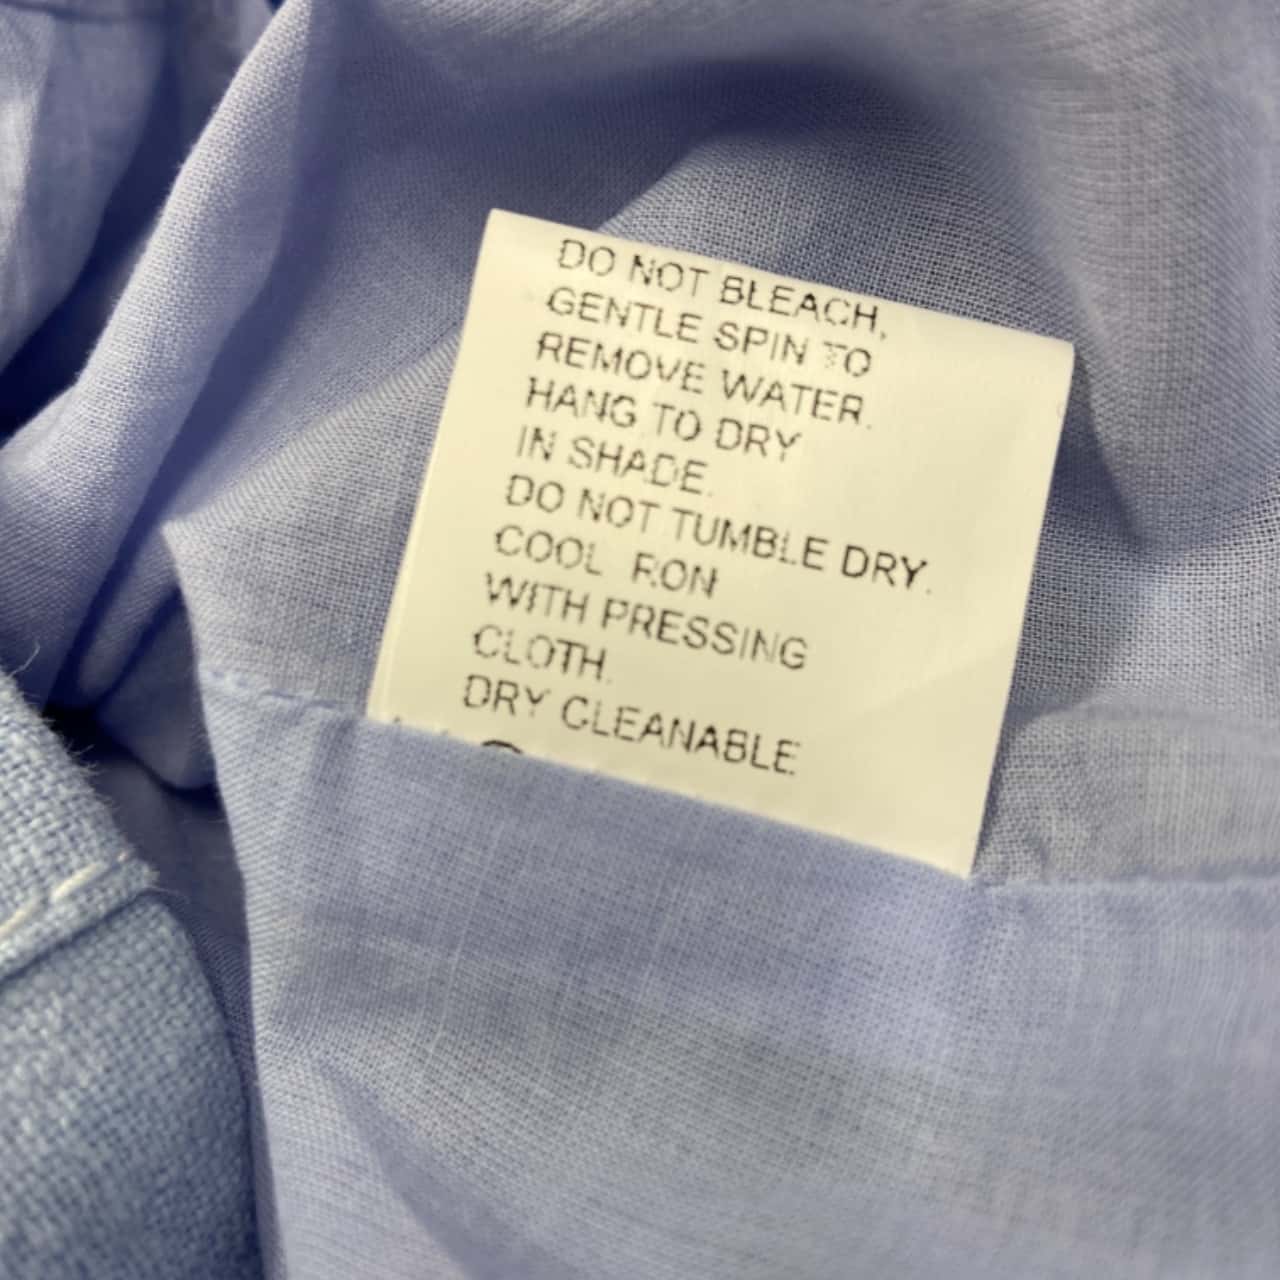 DO NOT BLEACH,
GENTLE SPIN TO
REMOVE WATER.
HANG TO DRY
IN SHADE.
DO NOT TUMBLE DRY.
COOL IRON
WITH PRESSING
CLOTH.
DRY CLEANABLE